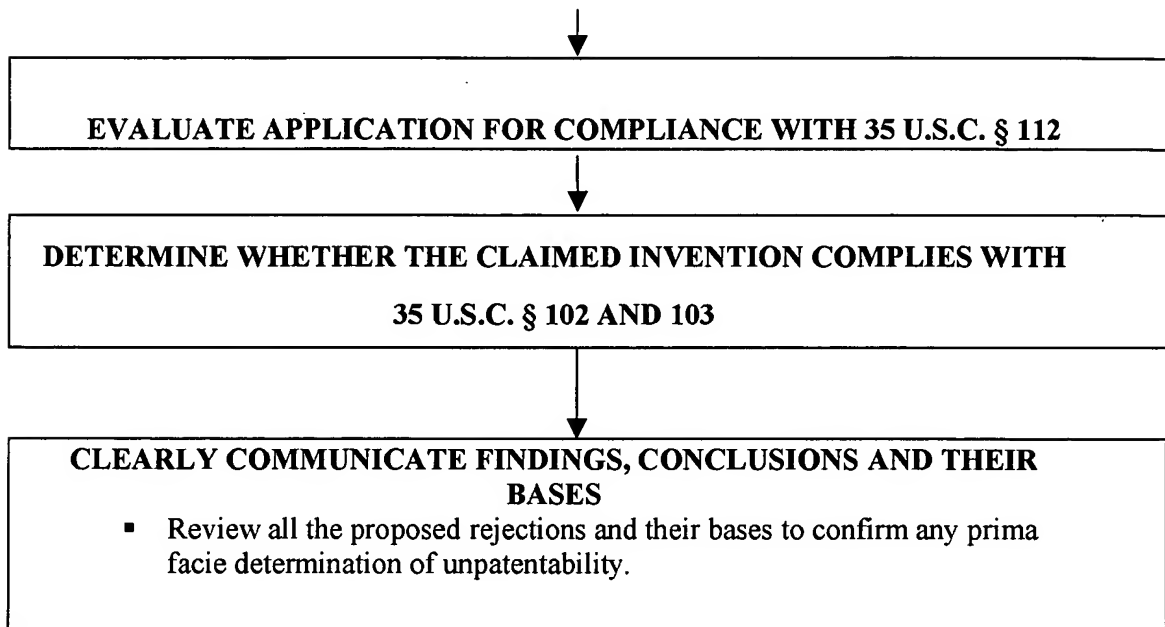 EVALUATE APPLICATION FOR COMPLIANCE WITH 35 U.S.C. § 112
DETERMINE WHETHER THE CLAIMED INVENTION COMPLIES WITH
35 U.S.C. § 102 AND 103
CLEARLY COMMUNICATE FINDINGS, CONCLUSIONS AND THEIR
BASES
▪ Review all the proposed rejections and their bases to confirm any prima
facie determination of unpatentability.